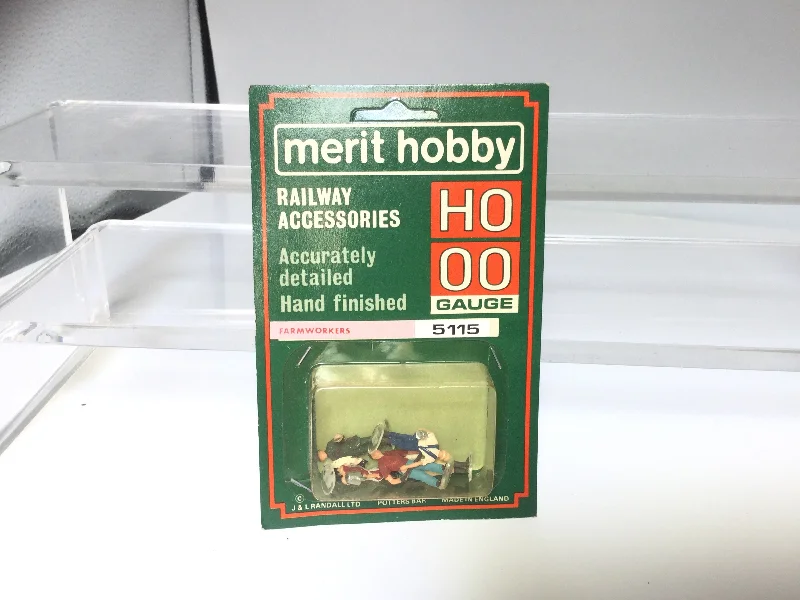 merit hobby
RAILWAY
ACCESSORIES
HO
Accurately
detailed
OO
Hand finished
GAUGE
FARMWORKERS 5115
© J & L RANDALL LTD POTTERS BAR MADE IN ENGLAND